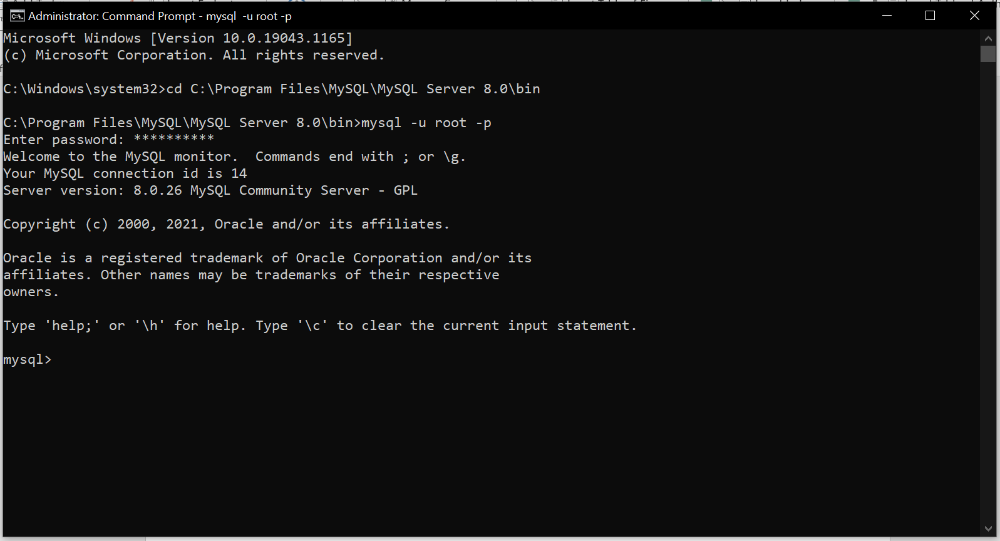 Administrator: Command Prompt - mysql  -u root -p
Microsoft Windows [Version 10.0.19043.1165]
(c) Microsoft Corporation. All rights reserved.
C:\Windows\system32>cd C:\Program Files\MySQL\MySQL Server 8.0\bin
C:\Program Files\MySQL\MySQL Server 8.0\bin>mysql -u root -p
Enter password: **********
Welcome to the MySQL monitor.  Commands end with ; or \g.
Your MySQL connection id is 14
Server version: 8.0.26 MySQL Community Server - GPL
Copyright (c) 2000, 2021, Oracle and/or its affiliates.
Oracle is a registered trademark of Oracle Corporation and/or its
affiliates. Other names may be trademarks of their respective
owners.
Type 'help;' or '\h' for help. Type '\c' to clear the current input statement.
mysql>